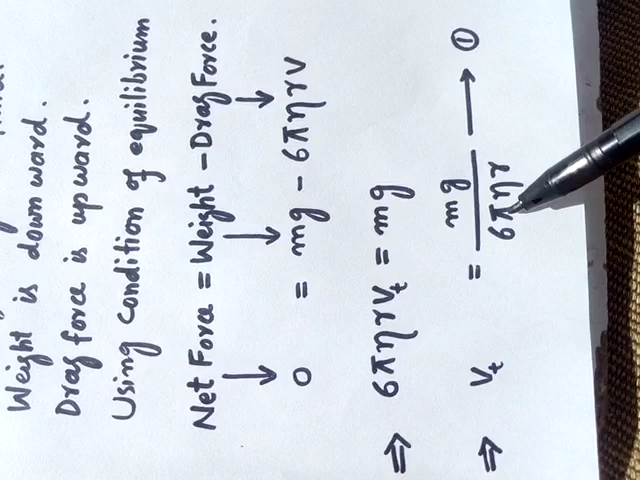 Weight is downward.
Drag force is upward.
Using Condition of equilibrium
Net Force = Weight - Drag Force.
↓ ↓ ↓
0 = mg - 6πηrv
⇒ 6πηrvₜ = mg
⇒ vₜ = mg / 6πηr ⟶ ①